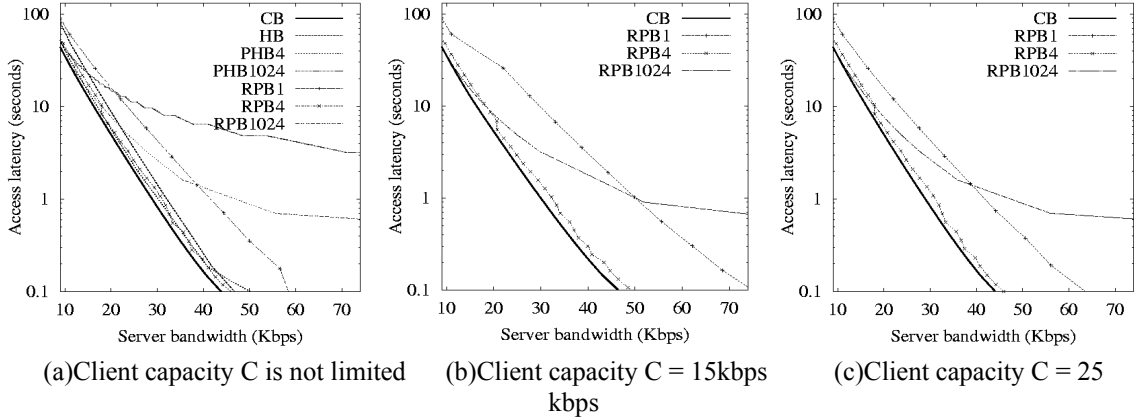 100
10
1
0.1
Access latency (seconds)
CB
HB
PHB4
PHB1024
RPB1
RPB4
RPB1024
10 20 30 40 50 60 70
Server bandwidth (Kbps)
(a)Client capacity C is not limited
100
10
1
0.1
Access latency (seconds)
CB
RPB1
RPB4
RPB1024
10 20 30 40 50 60 70
Server bandwidth (Kbps)
(b)Client capacity C = 15kbps
100
10
1
0.1
Access latency (seconds)
CB
RPB1
RPB4
RPB1024
10 20 30 40 50 60 70
Server bandwidth (Kbps)
(c)Client capacity C = 25
kbps